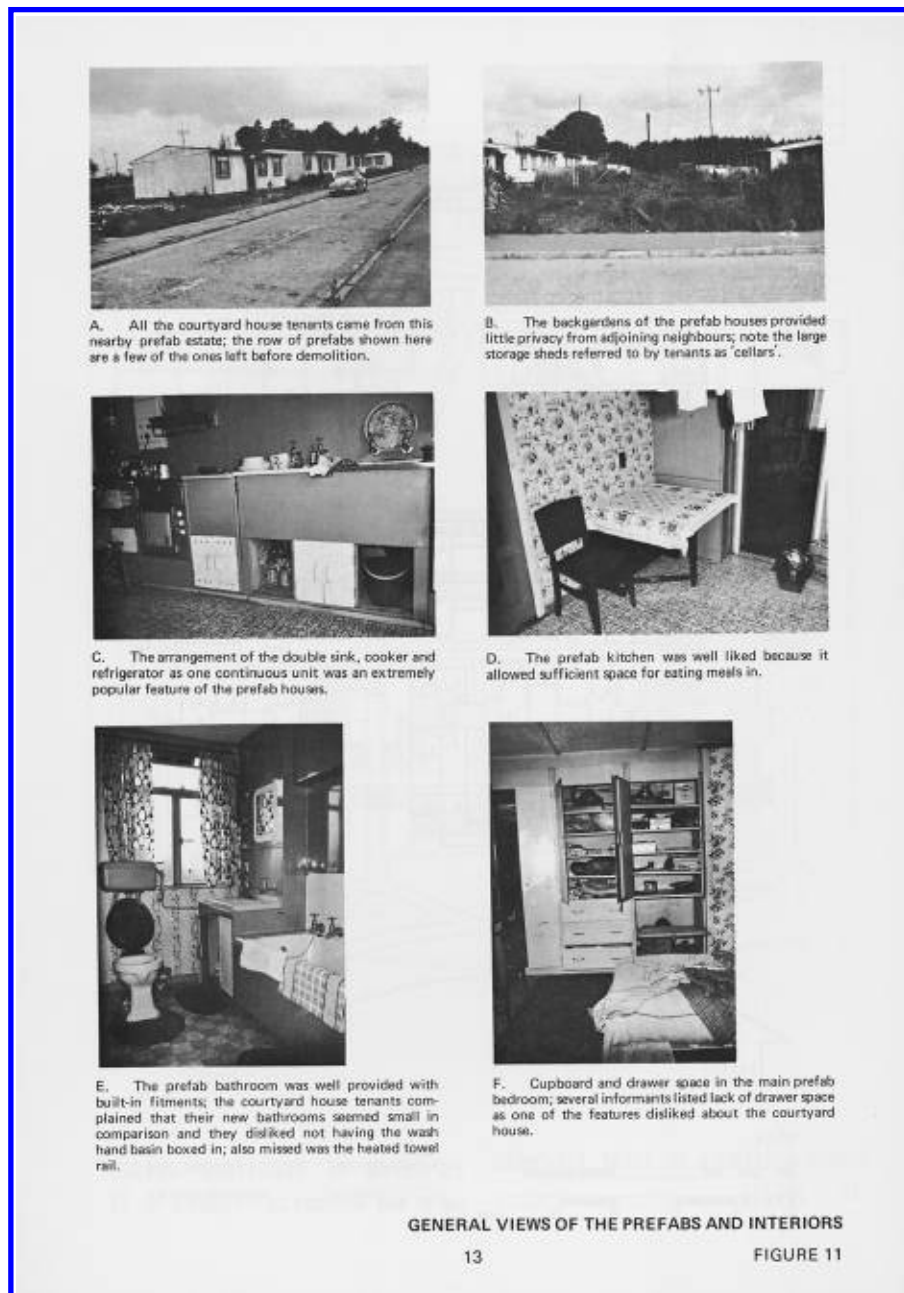 A. All the courtyard house tenants came from this
nearby prefab estate; the row of prefabs shown here
are a few of the ones left before demolition.
B. The backgardens of the prefab houses provided
little privacy from adjoining neighbours; note the large
storage sheds referred to by tenants as 'cellars'.
C. The arrangement of the double sink, cooker and
refrigerator as one continuous unit was an extremely
popular feature of the prefab houses.
D. The prefab kitchen was well liked because it
allowed sufficient space for eating meals in.
E. The prefab bathroom was well provided with
built-in fitments; the courtyard house tenants com-
plained that their new bathrooms seemed small in
comparison and they disliked not having the wash
hand basin boxed in; also missed was the heated towel
rail.
F. Cupboard and drawer space in the main prefab
bedroom; several informants listed lack of drawer space
as one of the features disliked about the courtyard
house.
GENERAL VIEWS OF THE PREFABS AND INTERIORS
13
FIGURE 11